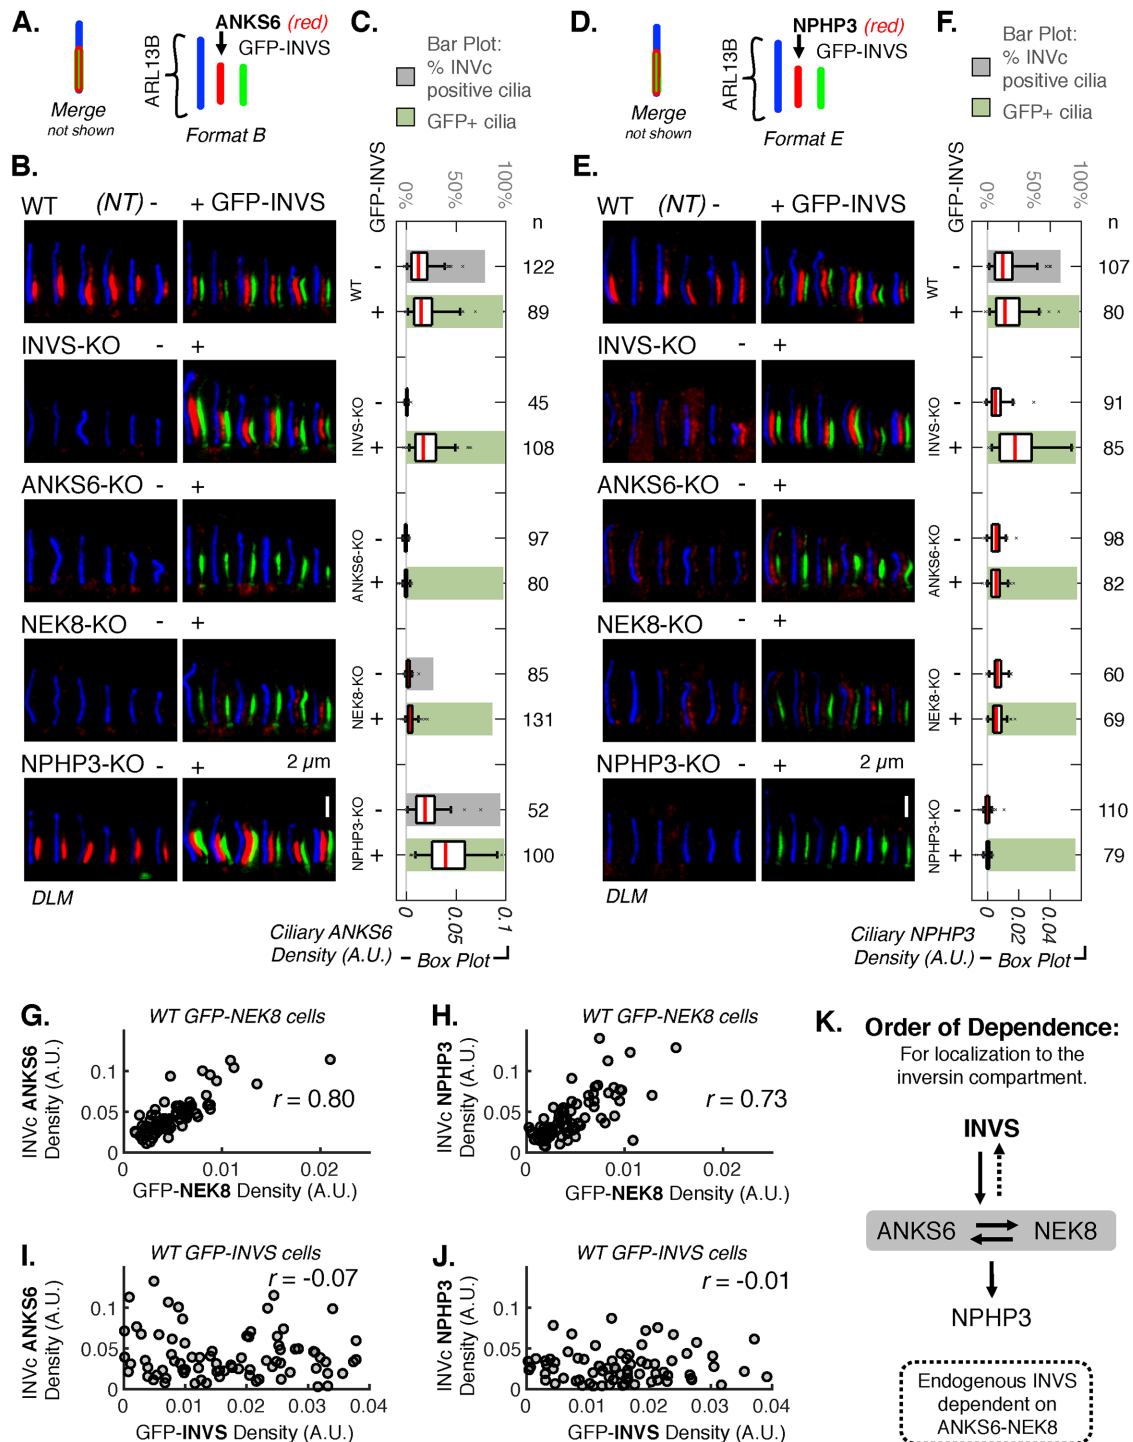 A.
ANKS6 (red)
GFP-INVS
ARL13B
Merge
not shown
Format B
C.
Bar Plot:
% INVc
positive cilia
GFP+ cilia
D.
NPHP3 (red)
GFP-INVS
ARL13B
Merge
not shown
Format E
F.
Bar Plot:
% INVc
positive cilia
GFP+ cilia
B.
WT (NT) - + GFP-INVS
INVS-KO - +
ANKS6-KO - +
NEK8-KO - +
NPHP3-KO - + 2 µm
DLM
GFP-INVS
0% 50% 100%
n
WT
- 122
+ 89
INVS-KO
- 45
+ 108
ANKS6-KO
- 97
+ 80
NEK8-KO
- 85
+ 131
NPHP3-KO
- 52
+ 100
0 0.05 0.1
Ciliary ANKS6
Density (A.U.) – Box Plot
E.
WT (NT) - + GFP-INVS
INVS-KO - +
ANKS6-KO - +
NEK8-KO - +
NPHP3-KO - + 2 µm
DLM
GFP-INVS
0% 50% 100%
n
WT
- 107
+ 80
INVS-KO
- 91
+ 85
ANKS6-KO
- 98
+ 82
NEK8-KO
- 60
+ 69
NPHP3-KO
- 110
+ 79
0 0.02 0.04
Ciliary NPHP3
Density (A.U.) – Box Plot
G.
WT GFP-NEK8 cells
INVc ANKS6
Density (A.U.)
0.1
0.05
0
r = 0.80
0 0.01 0.02
GFP-NEK8 Density (A.U.)
H.
WT GFP-NEK8 cells
INVc NPHP3
Density (A.U.)
0.1
0.05
0
r = 0.73
0 0.01 0.02
GFP-NEK8 Density (A.U.)
I.
WT GFP-INVS cells
INVc ANKS6
Density (A.U.)
r = -0.07
0.1
0.05
0
0 0.01 0.02 0.03 0.04
GFP-INVS Density (A.U.)
J.
WT GFP-INVS cells
INVc NPHP3
Density (A.U.)
r = -0.01
0.1
0.05
0
0 0.01 0.02 0.03 0.04
GFP-INVS Density (A.U.)
K.
Order of Dependence:
For localization to the
inversin compartment.
INVS
ANKS6 NEK8
NPHP3
Endogenous INVS
dependent on
ANKS6-NEK8